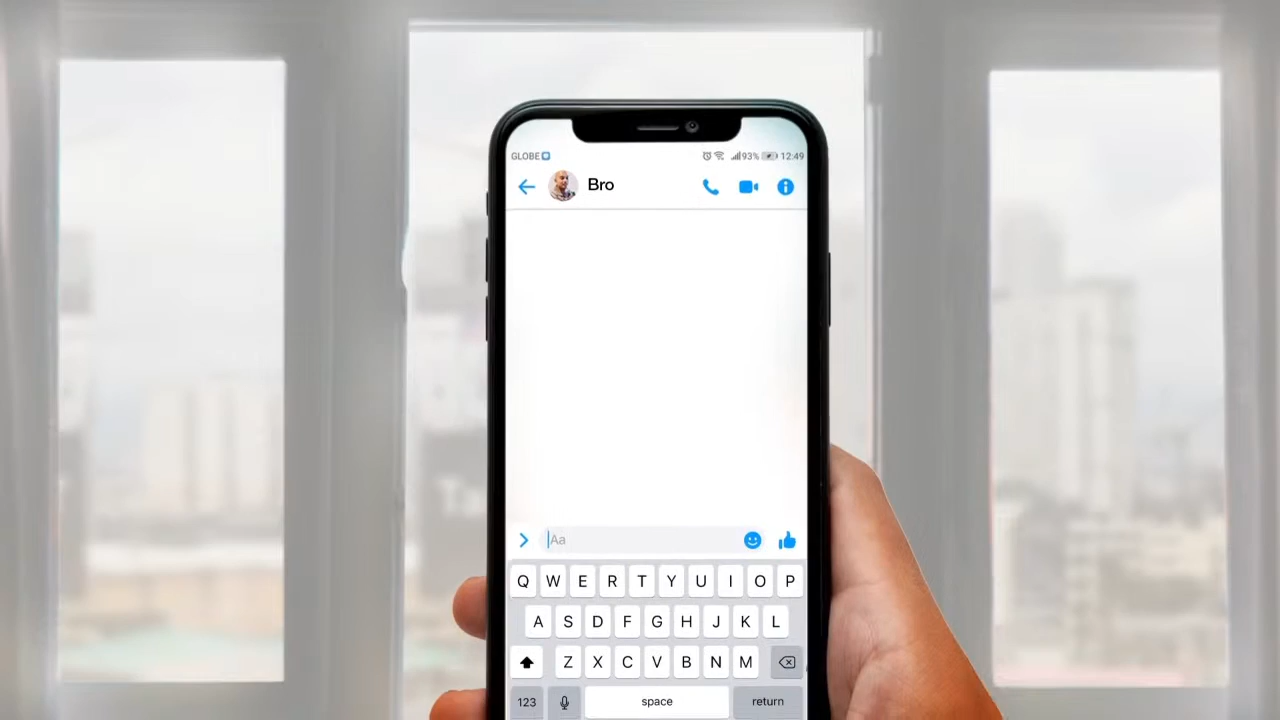 GLOBE 93% 12:49
Bro
Aa
Q W E R T Y U I O P
A S D F G H J K L
Z X C V B N M
123 space return